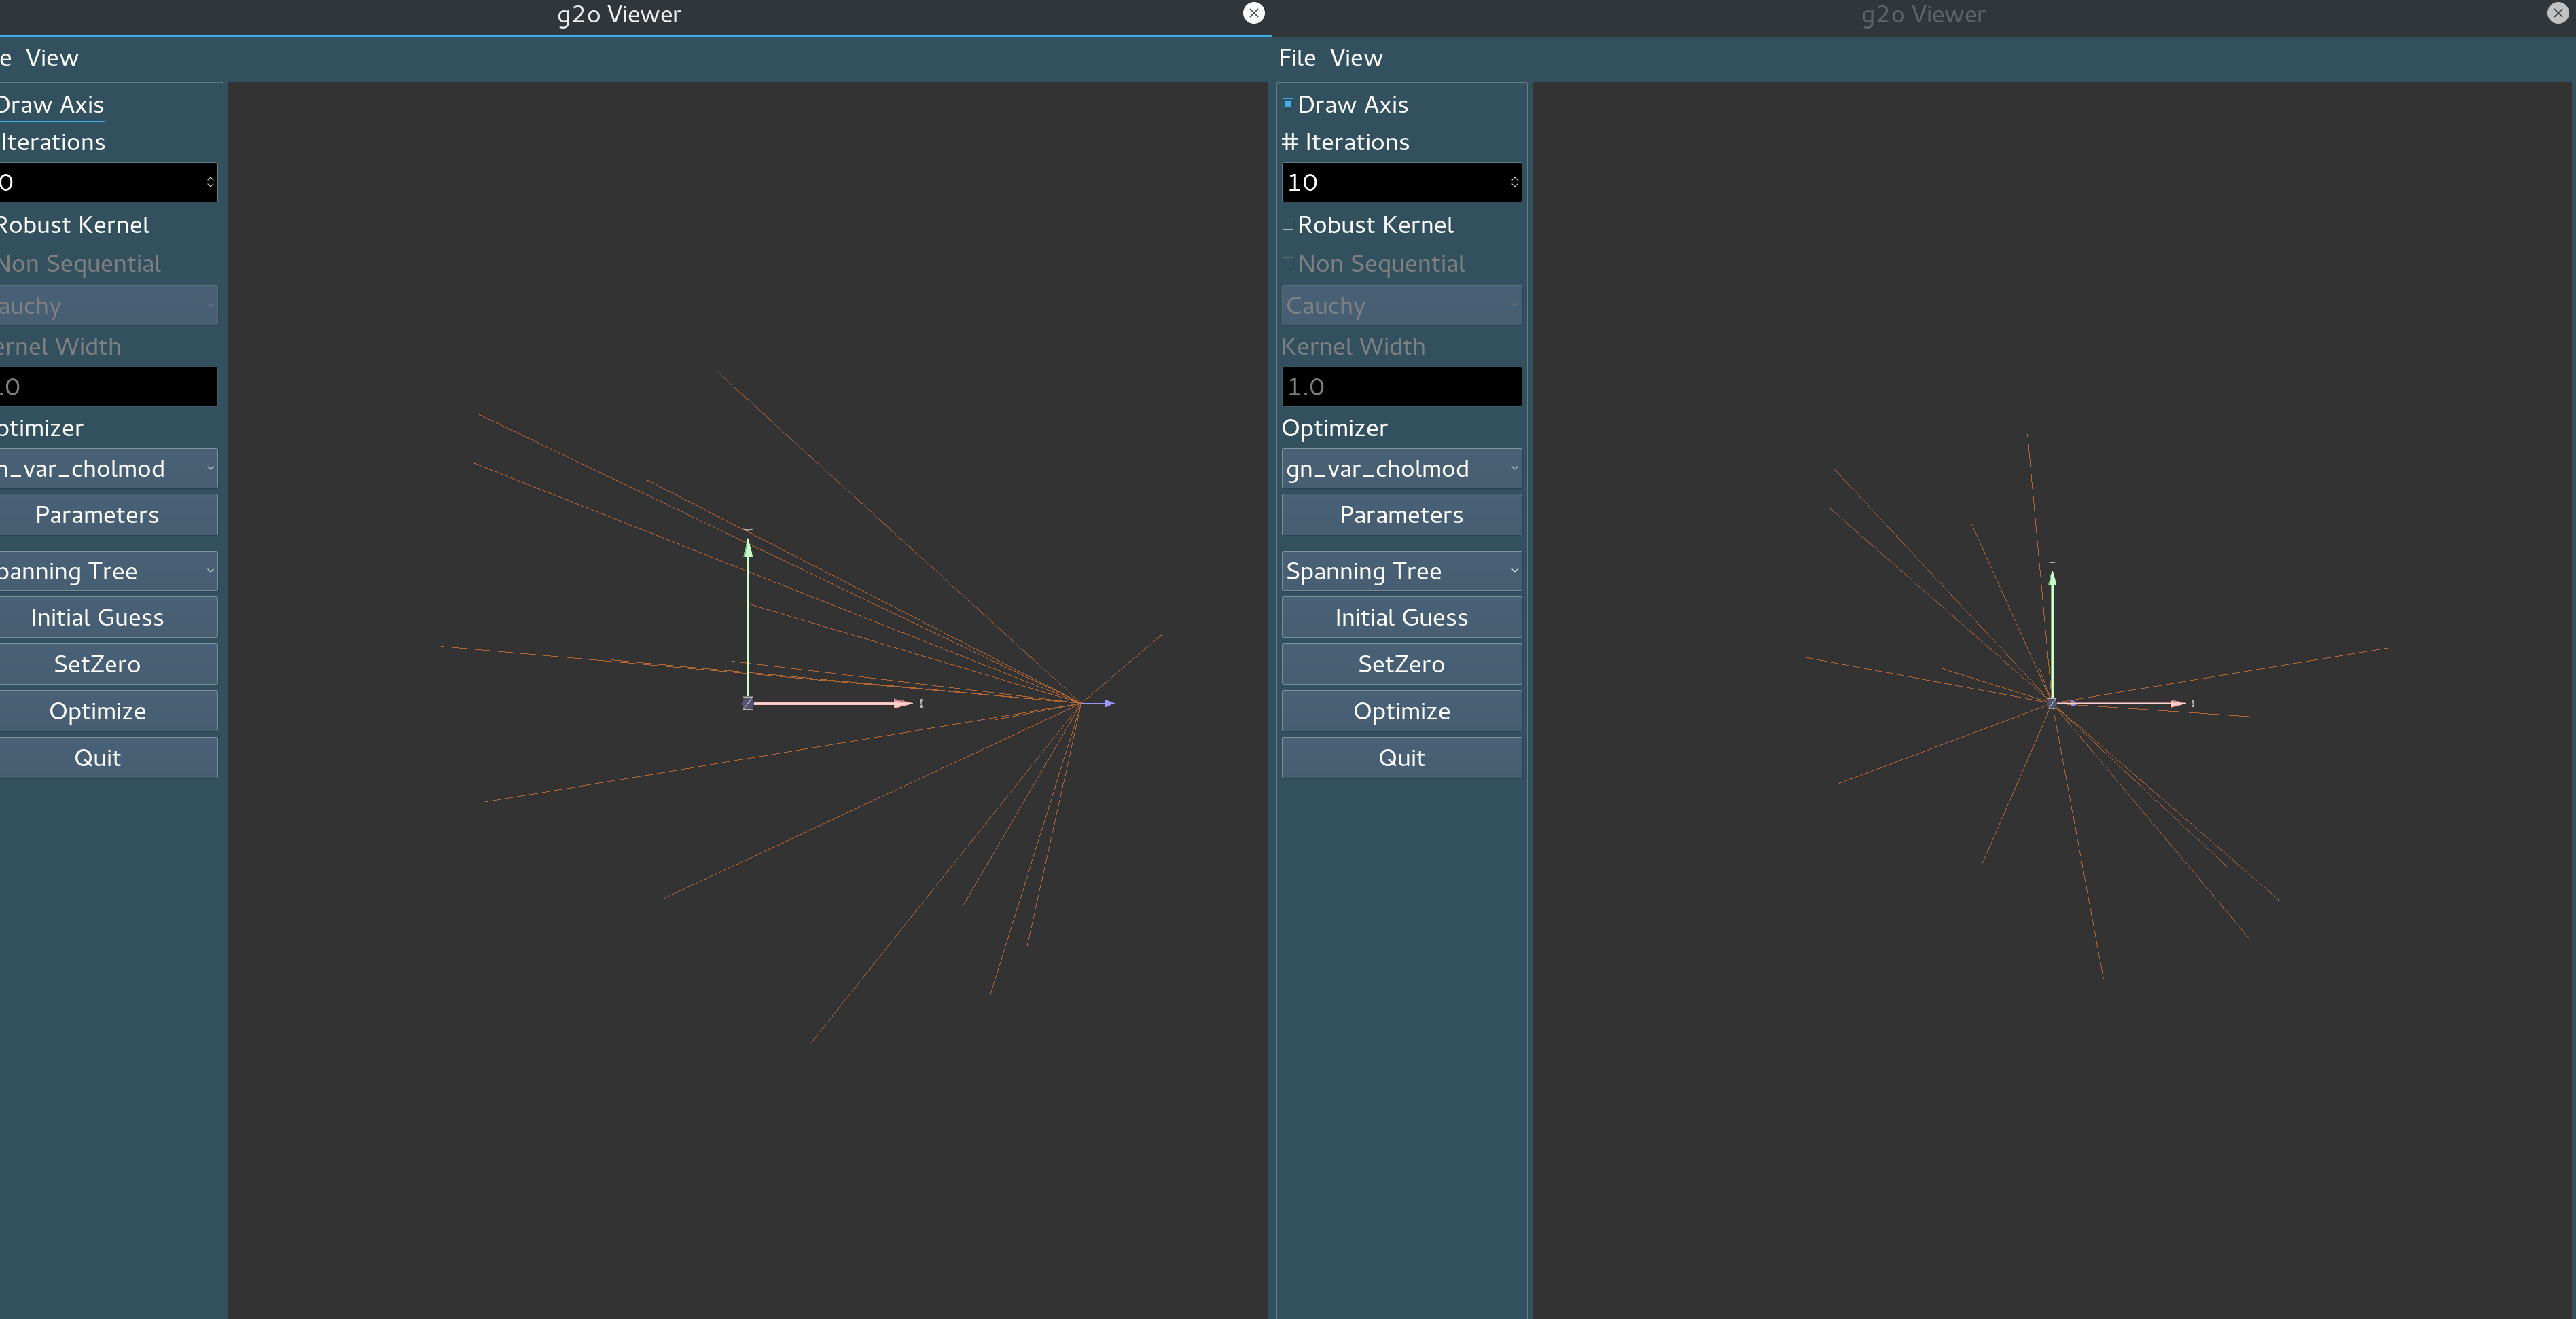 g2o Viewer
e View
Draw Axis
Iterations
0
Robust Kernel
Non Sequential
auchy
ernel Width
.0
ptimizer
n_var_cholmod
Parameters
panning Tree
Initial Guess
SetZero
Optimize
Quit
Z
g2o Viewer
File View
Draw Axis
# Iterations
10
Robust Kernel
Non Sequential
Cauchy
Kernel Width
1.0
Optimizer
gn_var_cholmod
Parameters
Spanning Tree
Initial Guess
SetZero
Optimize
Quit
Z